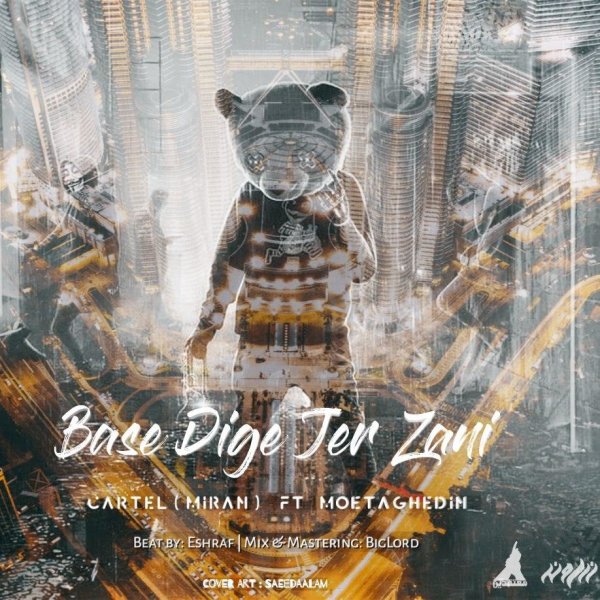 Base Dige Jer Zani
CARTEL ( MIRAN ) FT MOETAGHEDIN
BEAT BY: ESHRAF | MIX & MASTERING: BIGLORD
COVER ART : SAEEDAALAM